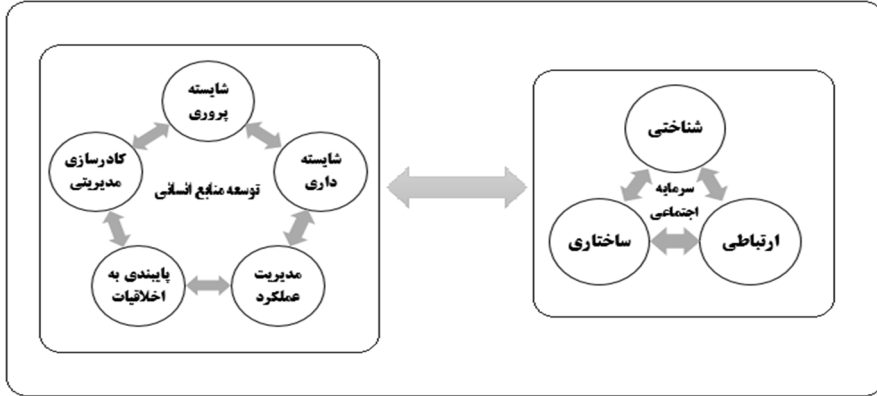 شناختی
سرمایه
اجتماعی
ارتباطی
ساختاری
شایسته
پروری
شایسته
داری
کادرسازی
مدیریتی
توسعه منابع انسانی
مدیریت
عملکرد
پایبندی به
اخلاقیات